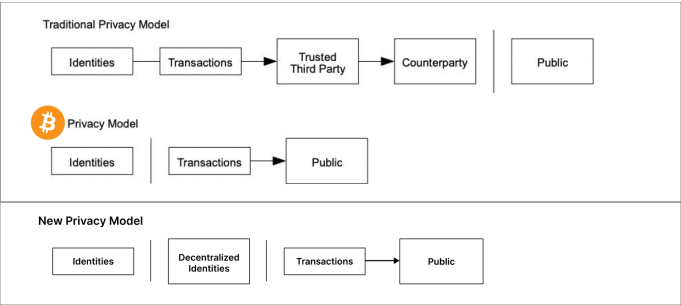 Traditional Privacy Model
Identities
Transactions
Trusted
Third Party
Counterparty
Public
Privacy Model
Identities
Transactions
Public
New Privacy Model
Identities
Decentralized
Identities
Transactions
Public